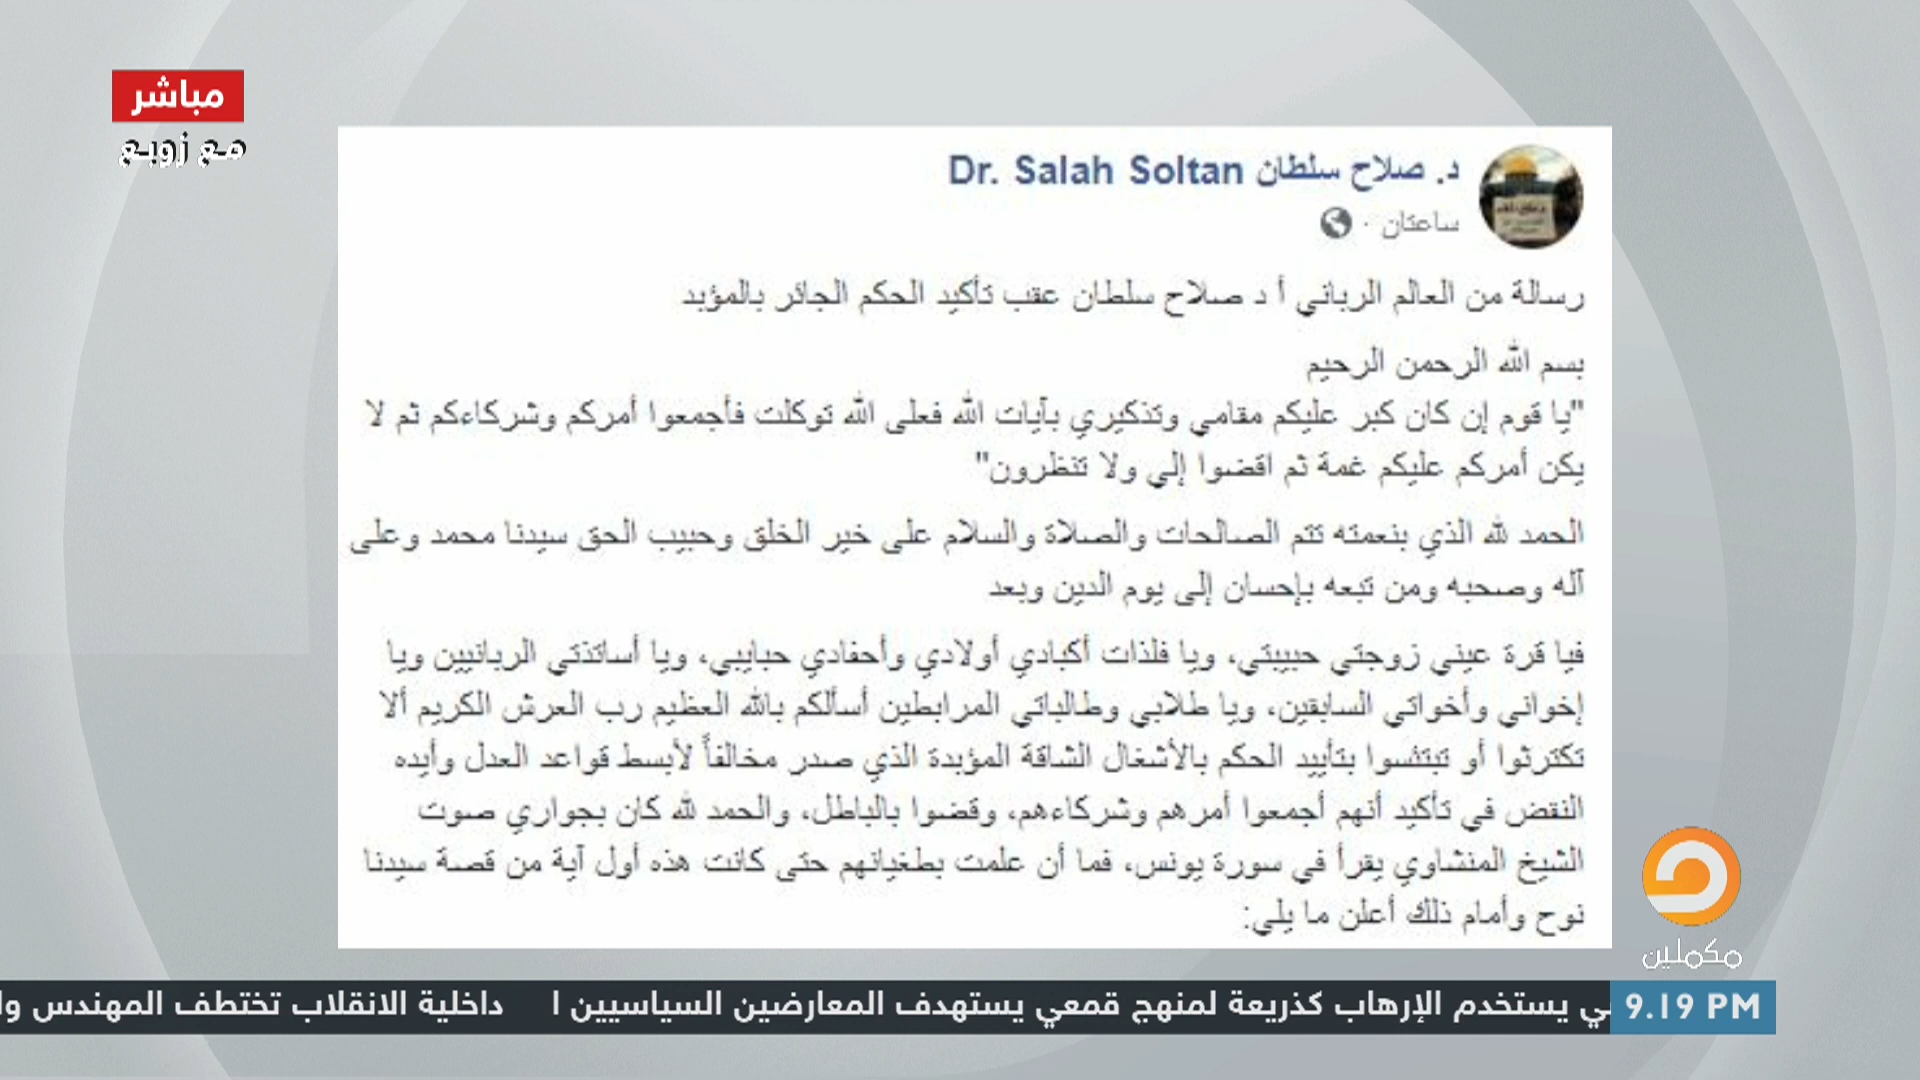 مباشر
مع زوبع
د. صلاح سلطان Dr. Salah Soltan
ساعتان ·
رسالة من العالم الرباني أ د صلاح سلطان عقب تأكيد الحكم الجائر بالمؤبد
بسم الله الرحمن الرحيم
"يا قوم إن كان كبر عليكم مقامي وتذكيري بآيات الله فعلى الله توكلت فأجمعوا أمركم وشركاءكم ثم لا
يكن أمركم عليكم غمة ثم اقضوا إلي ولا تنظرون"
الحمد لله الذي بنعمته تتم الصالحات والصلاة والسلام على خير الخلق وحبيب الحق سيدنا محمد وعلى
آله وصحبه ومن تبعه بإحسان إلى يوم الدين وبعد
فيا قرة عيني زوجتي حبيبتي، ويا فلذات أكبادي أولادي وأحفادي حبايبي، ويا أساتذتي الربانيين ويا
إخواني وأخواتي السابقين، ويا طلابي وطالباتي المرابطين أسألكم بالله العظيم رب العرش الكريم ألا
تكترثوا أو تبتئسوا بتأييد الحكم بالأشغال الشاقة المؤبدة الذي صدر مخالفاً لأبسط قواعد العدل وأيده
النقض في تأكيد أنهم أجمعوا أمرهم وشركاءهم، وقضوا بالباطل، والحمد لله كان بجواري صوت
الشيخ المنشاوي يقرأ في سورة يونس، فما أن علمت بطغيانهم حتى كانت هذه أول آية من قصة سيدنا
نوح وأمام ذلك أعلن ما يلي:
مكملين
9.19 PM
ي يستخدم الإرهاب كذريعة لمنهج قمعي يستهدف المعارضين السياسيين ا داخلية الانقلاب تختطف المهندس